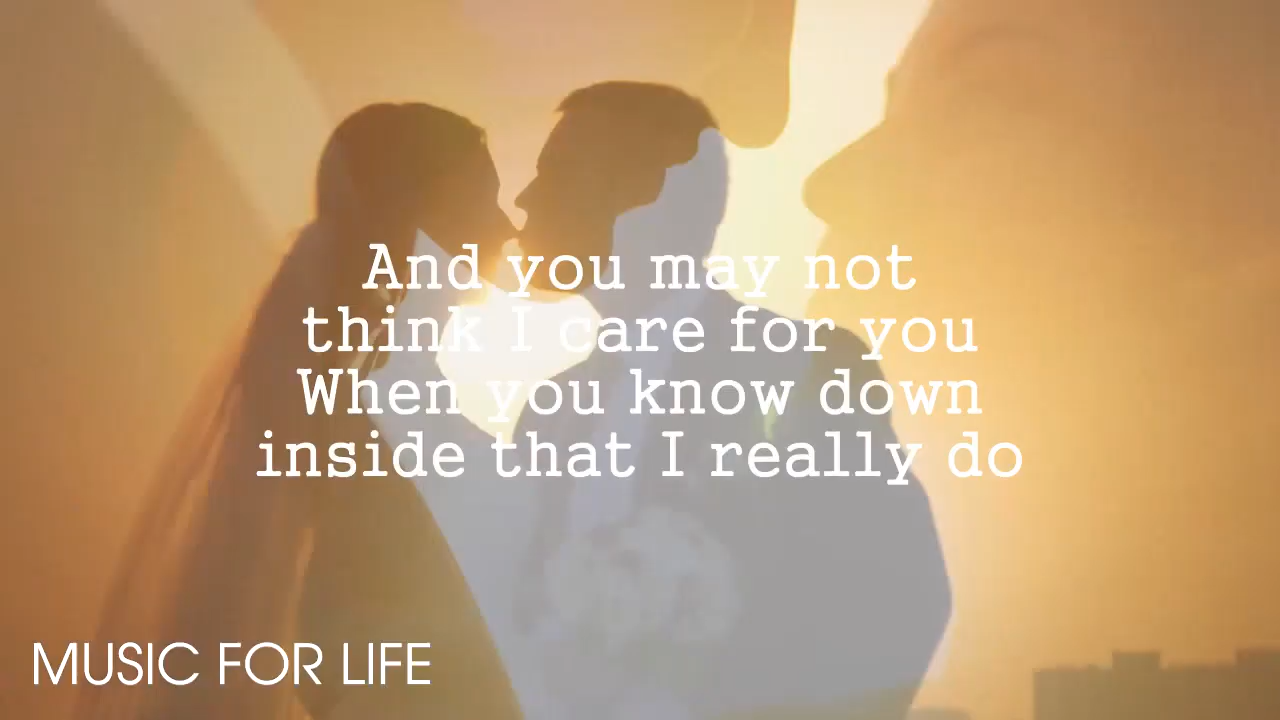 And you may not
think I care for you
When you know down
inside that I really do
MUSIC FOR LIFE